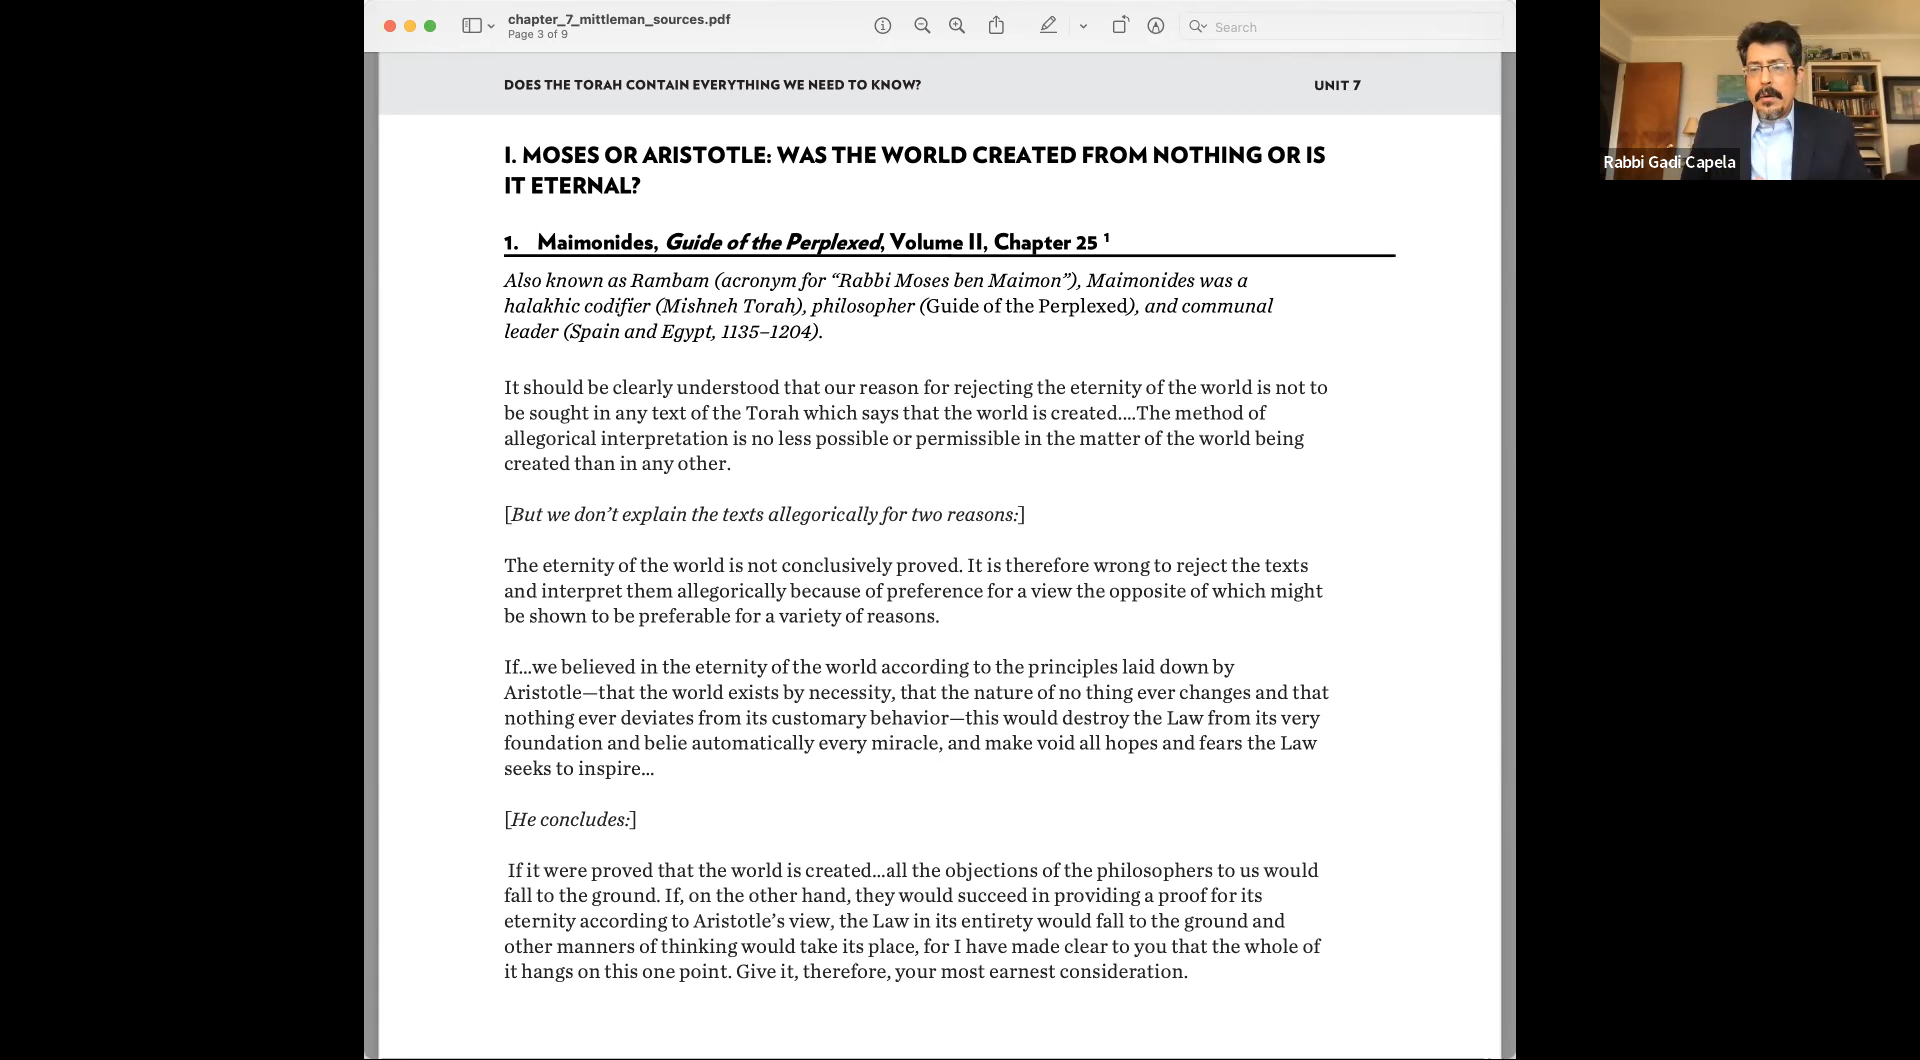 chapter_7_mittleman_sources.pdf
Page 3 of 9
Search
DOES THE TORAH CONTAIN EVERYTHING WE NEED TO KNOW?
UNIT 7
I. MOSES OR ARISTOTLE: WAS THE WORLD CREATED FROM NOTHING OR IS
IT ETERNAL?
1. Maimonides, Guide of the Perplexed, Volume II, Chapter 25 ¹
Also known as Rambam (acronym for “Rabbi Moses ben Maimon”), Maimonides was a
halakhic codifier (Mishneh Torah), philosopher (Guide of the Perplexed), and communal
leader (Spain and Egypt, 1135–1204).
It should be clearly understood that our reason for rejecting the eternity of the world is not to
be sought in any text of the Torah which says that the world is created....The method of
allegorical interpretation is no less possible or permissible in the matter of the world being
created than in any other.
[But we don’t explain the texts allegorically for two reasons:]
The eternity of the world is not conclusively proved. It is therefore wrong to reject the texts
and interpret them allegorically because of preference for a view the opposite of which might
be shown to be preferable for a variety of reasons.
If...we believed in the eternity of the world according to the principles laid down by
Aristotle—that the world exists by necessity, that the nature of no thing ever changes and that
nothing ever deviates from its customary behavior—this would destroy the Law from its very
foundation and belie automatically every miracle, and make void all hopes and fears the Law
seeks to inspire...
[He concludes:]
If it were proved that the world is created...all the objections of the philosophers to us would
fall to the ground. If, on the other hand, they would succeed in providing a proof for its
eternity according to Aristotle’s view, the Law in its entirety would fall to the ground and
other manners of thinking would take its place, for I have made clear to you that the whole of
it hangs on this one point. Give it, therefore, your most earnest consideration.
Rabbi Gadi Capela